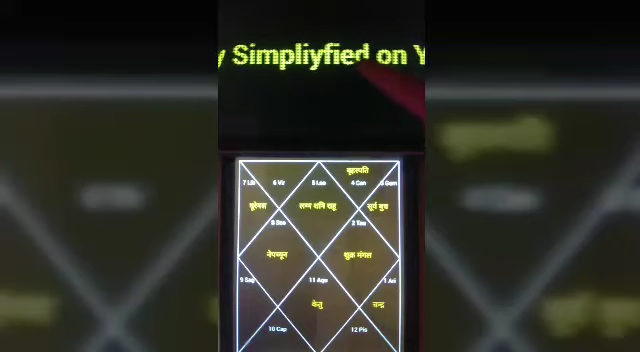 y Simpliyfied on Y
बृहस्पति
7 Lib 6 Vir 5 Leo 4 Can 3 Gem
यूरेनस लग्न शनि राहू सूर्य बुध
8 Sco 2 Tau
नेपच्यून शुक्र मंगल
9 Sag 11 Aqu 1 Ari
केतु चन्द्र
10 Cap 12 Pis